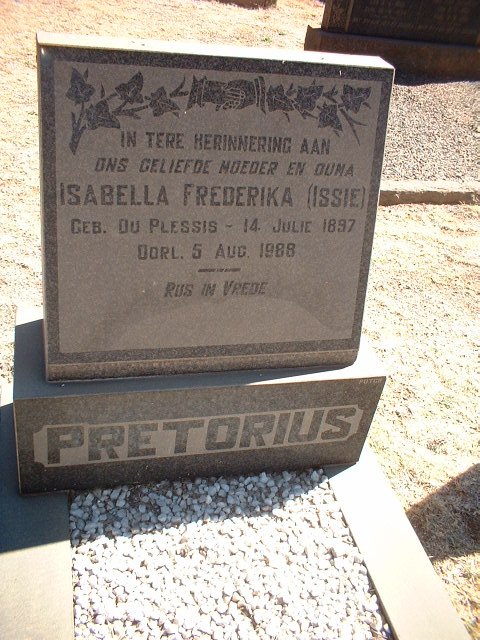 IN TERE HERINNERING AAN
ONS GELIEFDE MOEDER EN OUMA
ISABELLA FREDERIKA (ISSIE)
GEB. DU PLESSIS - 14 JULIE 1897
OORL. 5 AUG. 1988
RUS IN VREDE
POTCH
PRETORIUS